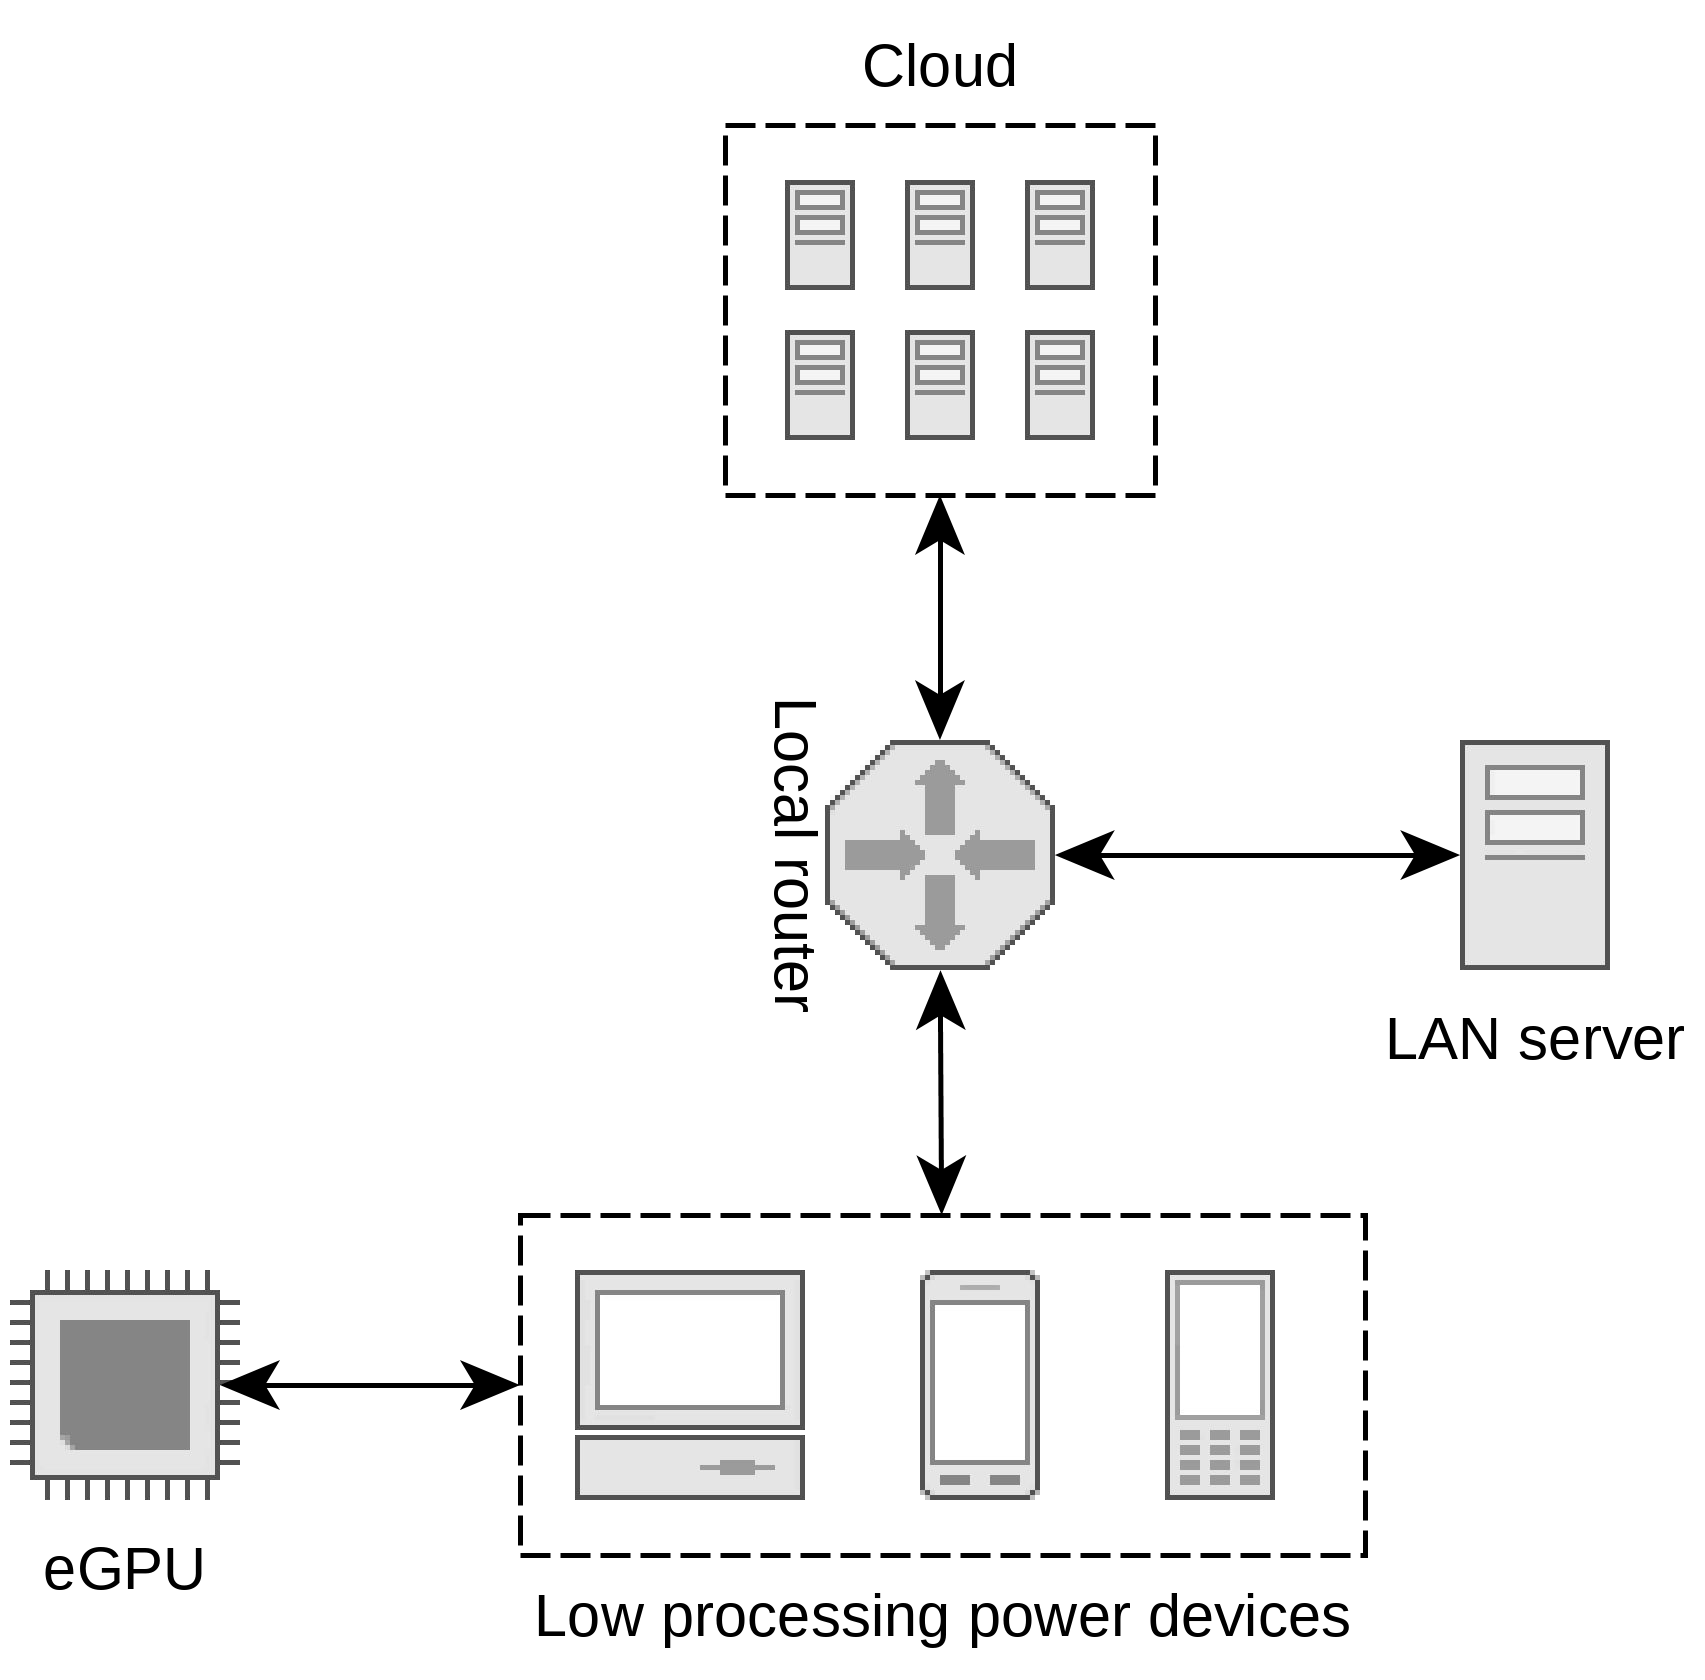 Cloud
Local router
LAN server
eGPU
Low processing power devices